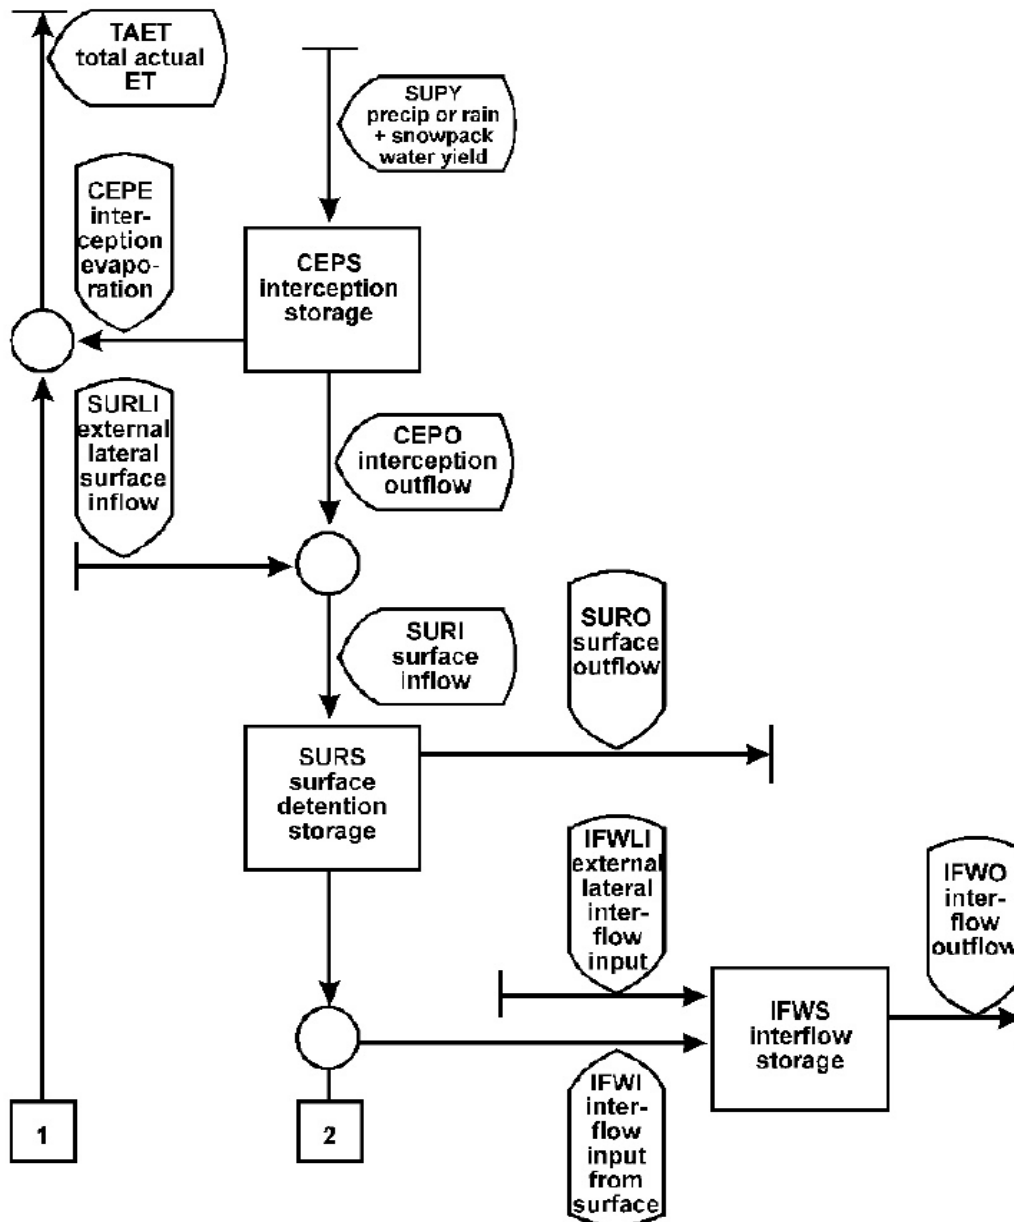 TAET
total actual
ET
SUPY
precip or rain
+ snowpack
water yield
CEPE
inter-
ception
evapo-
ration
CEPS
interception
storage
SURLI
external
lateral
surface
inflow
CEPO
interception
outflow
SURI
surface
inflow
SURO
surface
outflow
SURS
surface
detention
storage
IFWLI
external
lateral
inter-
flow
input
IFWO
inter-
flow
outflow
IFWS
interflow
storage
IFWI
inter-
flow
input
from
surface
1
2